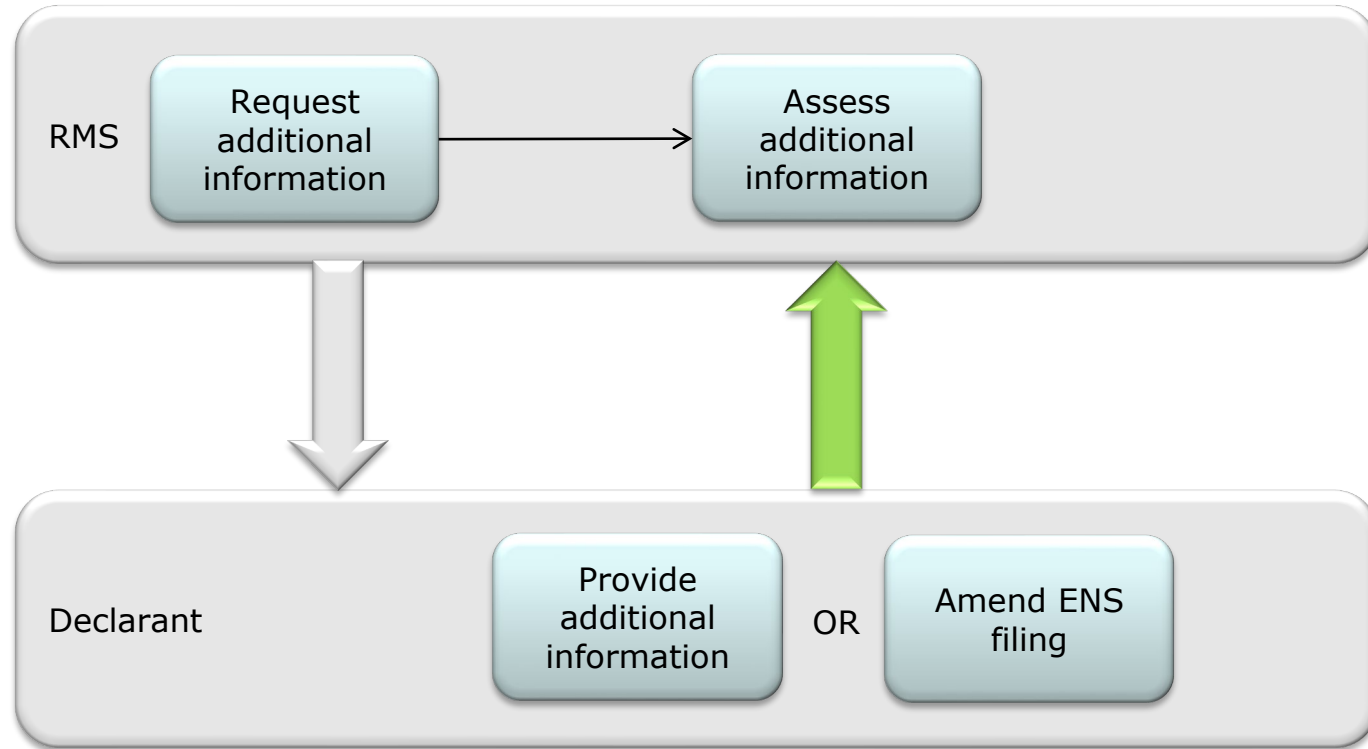 RMS
Request
additional
information
Assess
additional
information
Declarant
Provide
additional
information
OR
Amend ENS
filing